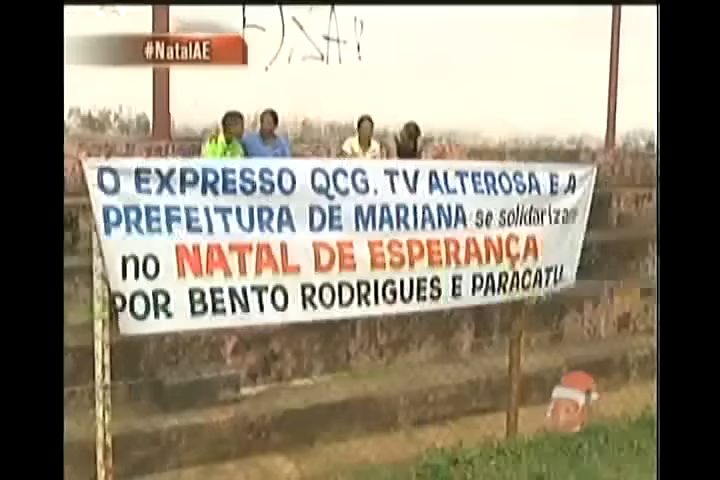 #NatalAE
O EXPRESSO QCG, TV ALTEROSA E A
PREFEITURA DE MARIANA se solidarizam
no NATAL DE ESPERANÇA
POR BENTO RODRIGUES E PARACATU